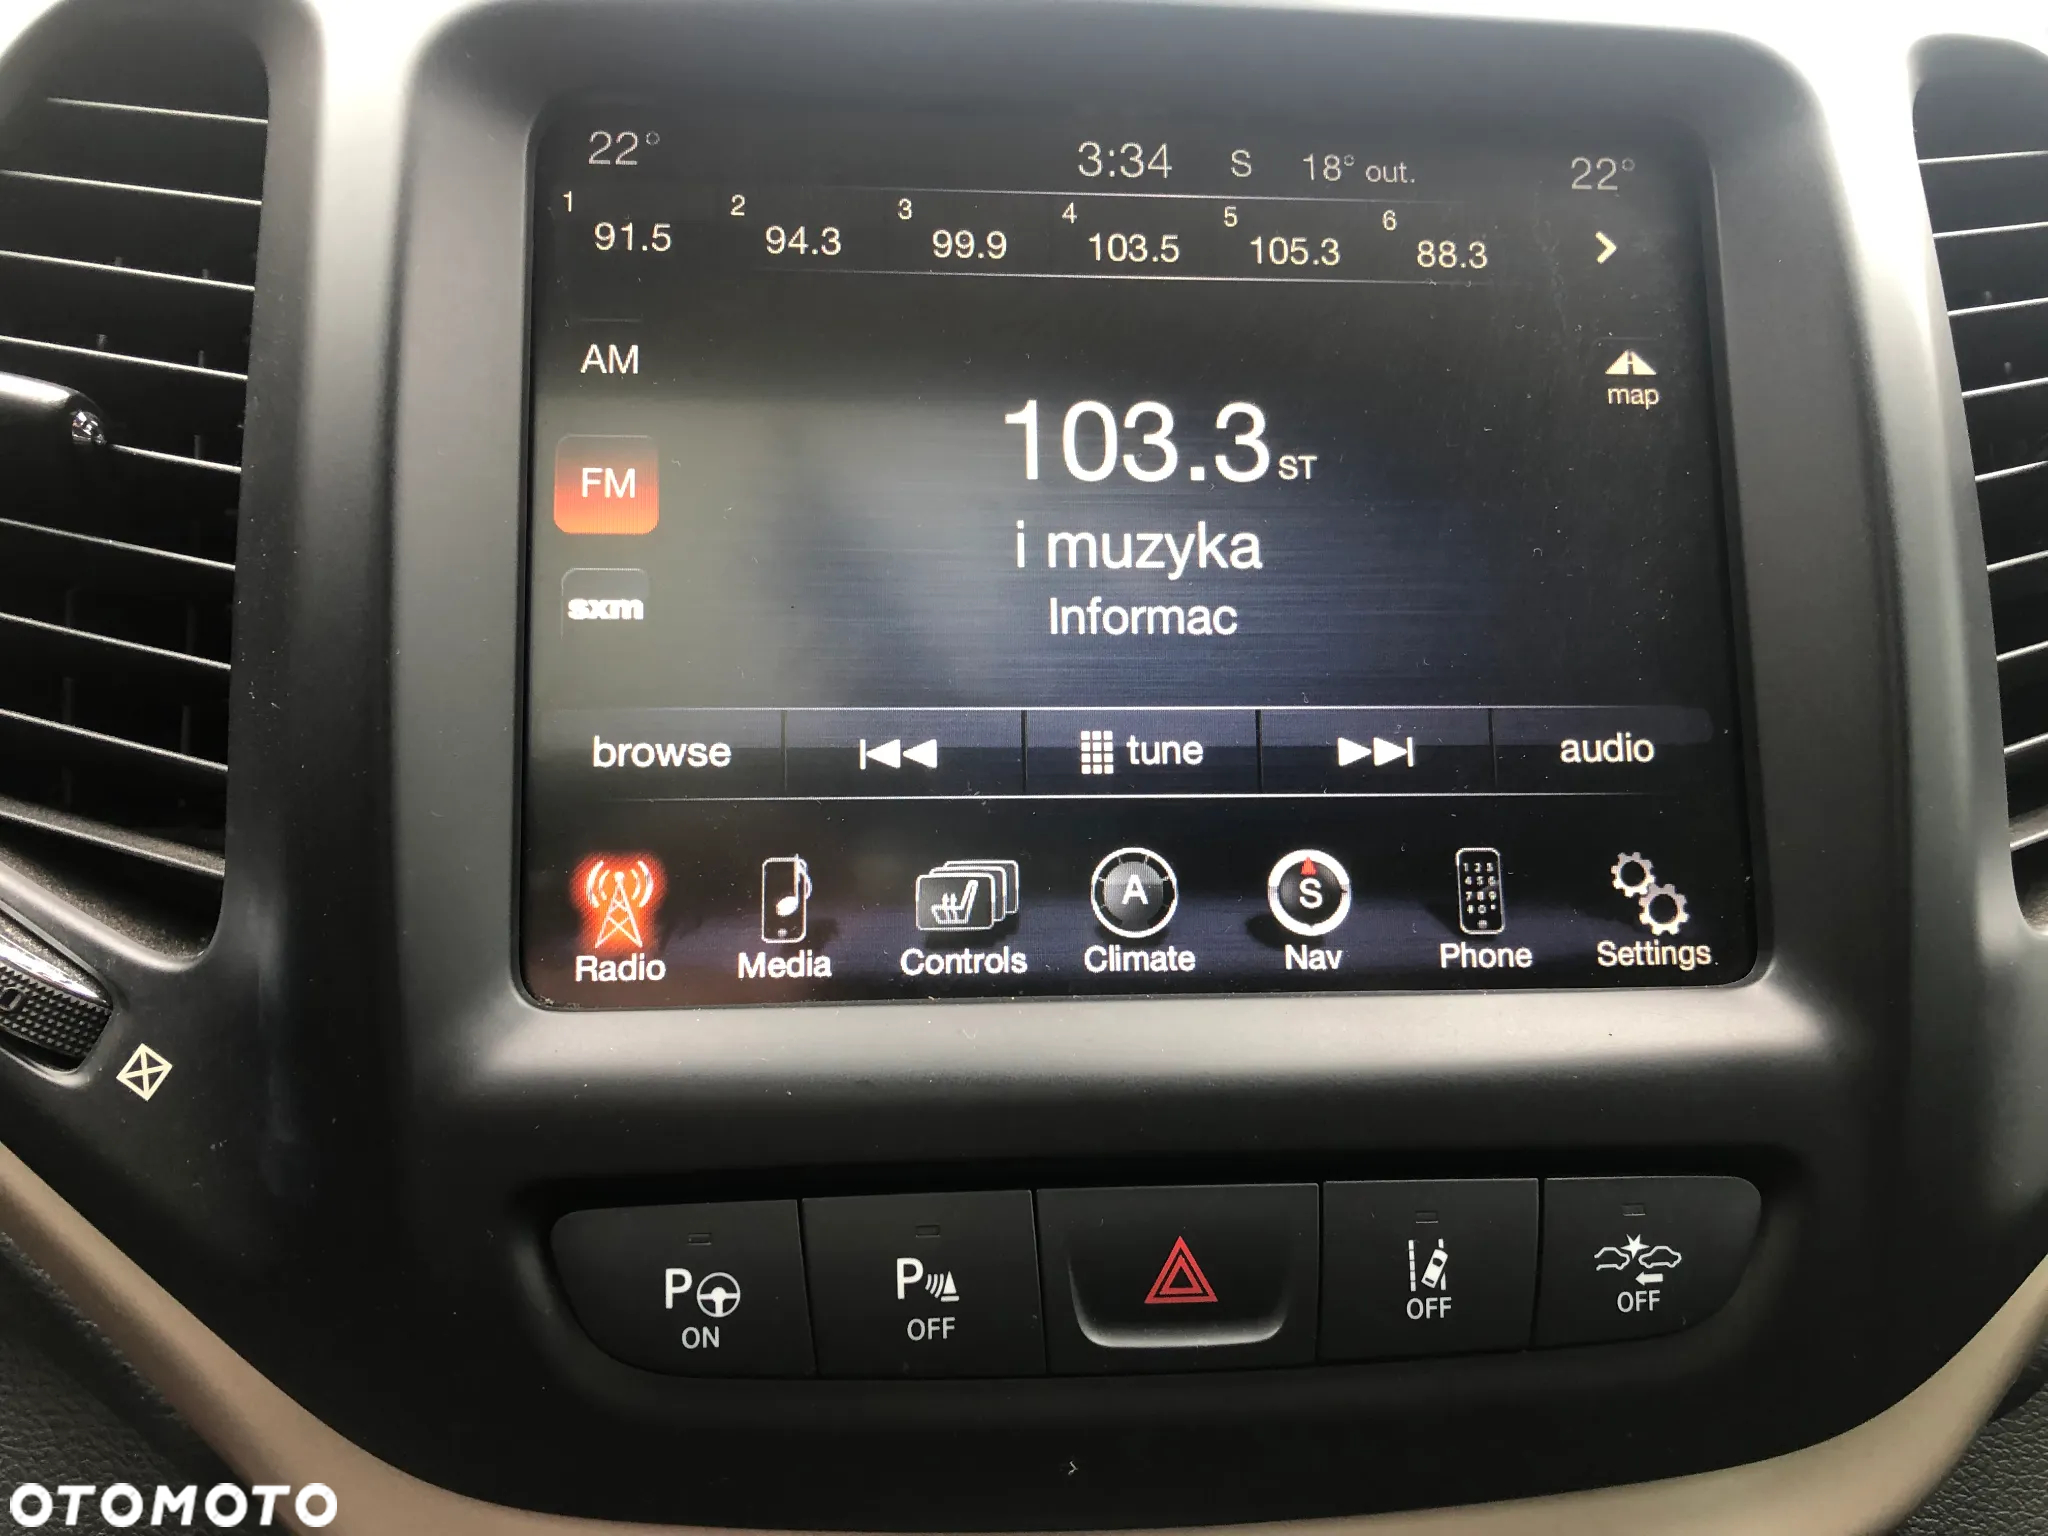 22° 3:34 S 18° out. 22°
1 91.5 2 94.3 3 99.9 4 103.5 5 105.3 6 88.3
AM
map
103.3 ST
FM
i muzyka
sxm
Informac
browse tune audio
A S
Radio Media Controls Climate Nav Phone Settings
P ON
P OFF
OFF
OFF
OTOMOTO